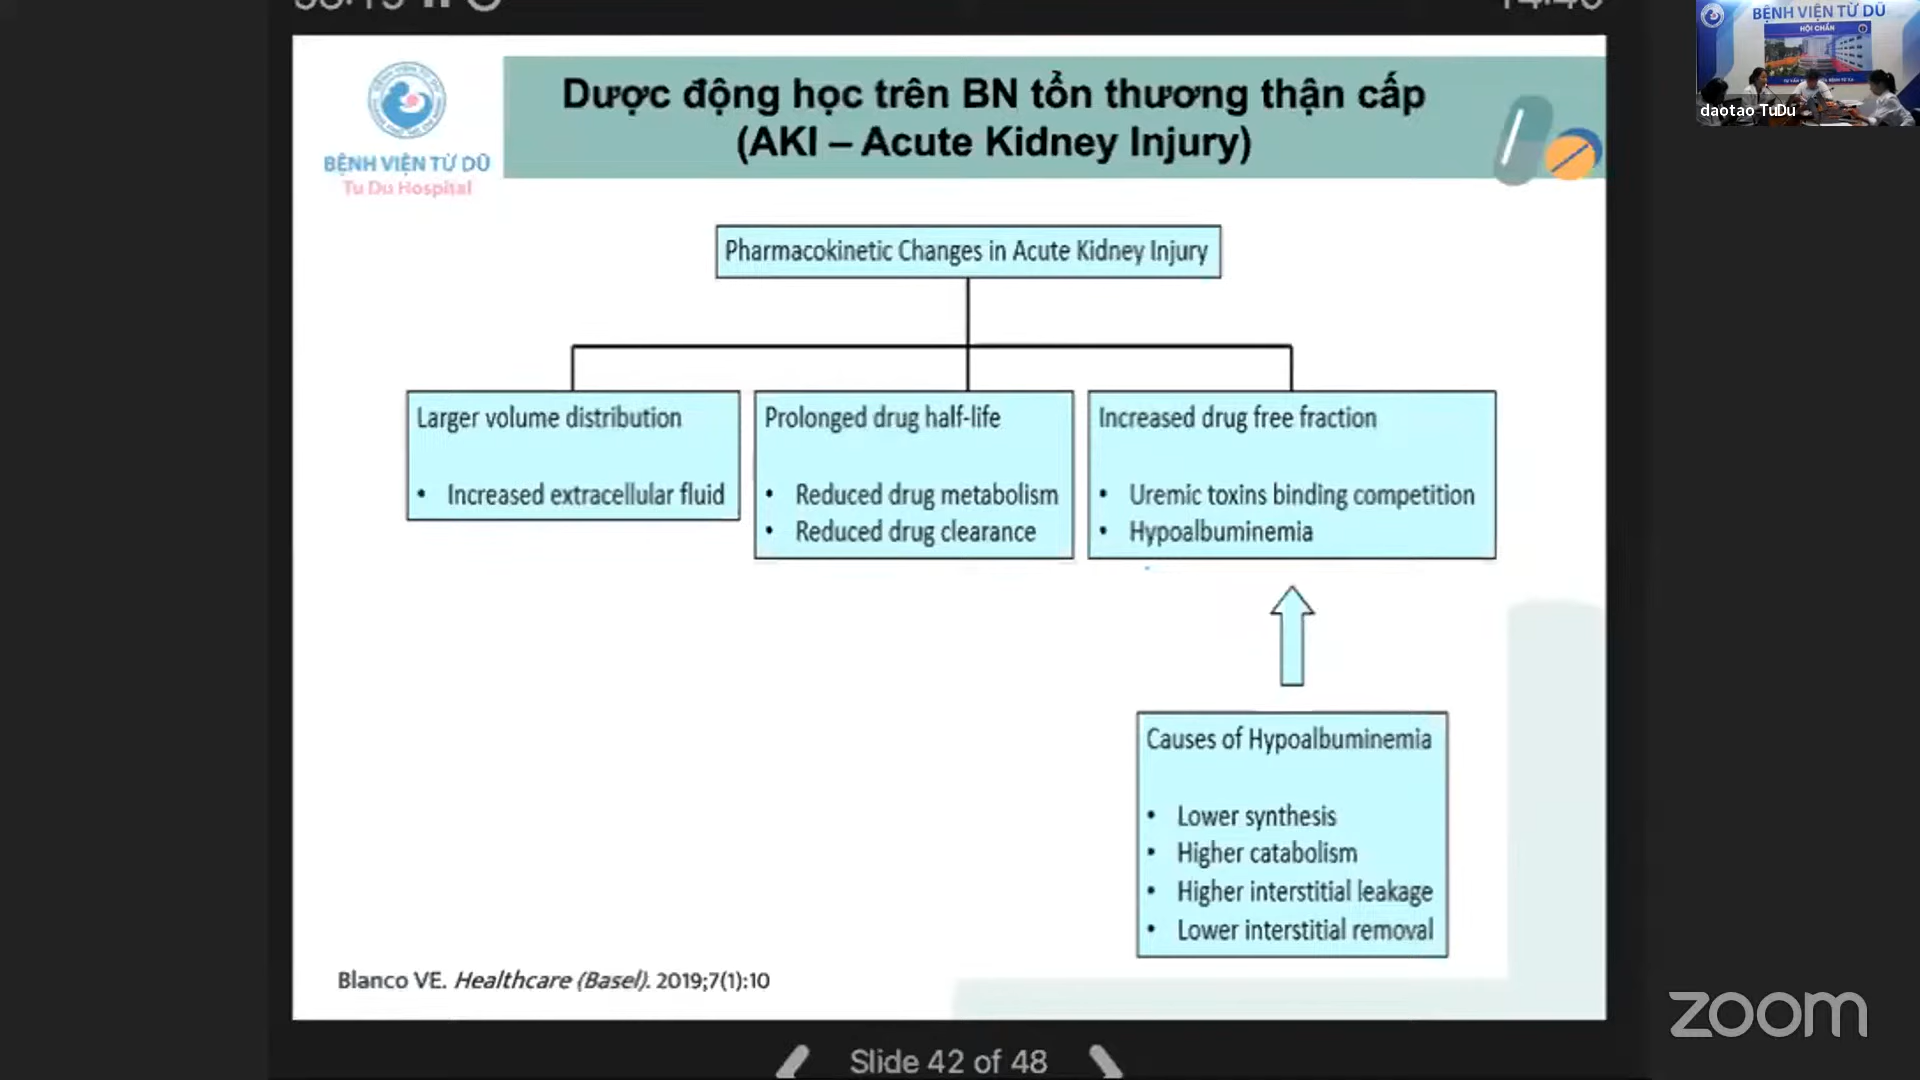 BỆNH VIỆN TỪ DŨ
HỘI CHẨN
daotao TuDu
BỆNH VIỆN TỪ DŨ
Tu Du Hospital
Dược động học trên BN tổn thương thận cấp
(AKI – Acute Kidney Injury)
Pharmacokinetic Changes in Acute Kidney Injury
Larger volume distribution
• Increased extracellular fluid
Prolonged drug half-life
• Reduced drug metabolism
• Reduced drug clearance
Increased drug free fraction
• Uremic toxins binding competition
• Hypoalbuminemia
Causes of Hypoalbuminemia
• Lower synthesis
• Higher catabolism
• Higher interstitial leakage
• Lower interstitial removal
Blanco VE. Healthcare (Basel). 2019;7(1):10
zoom
Slide 42 of 48